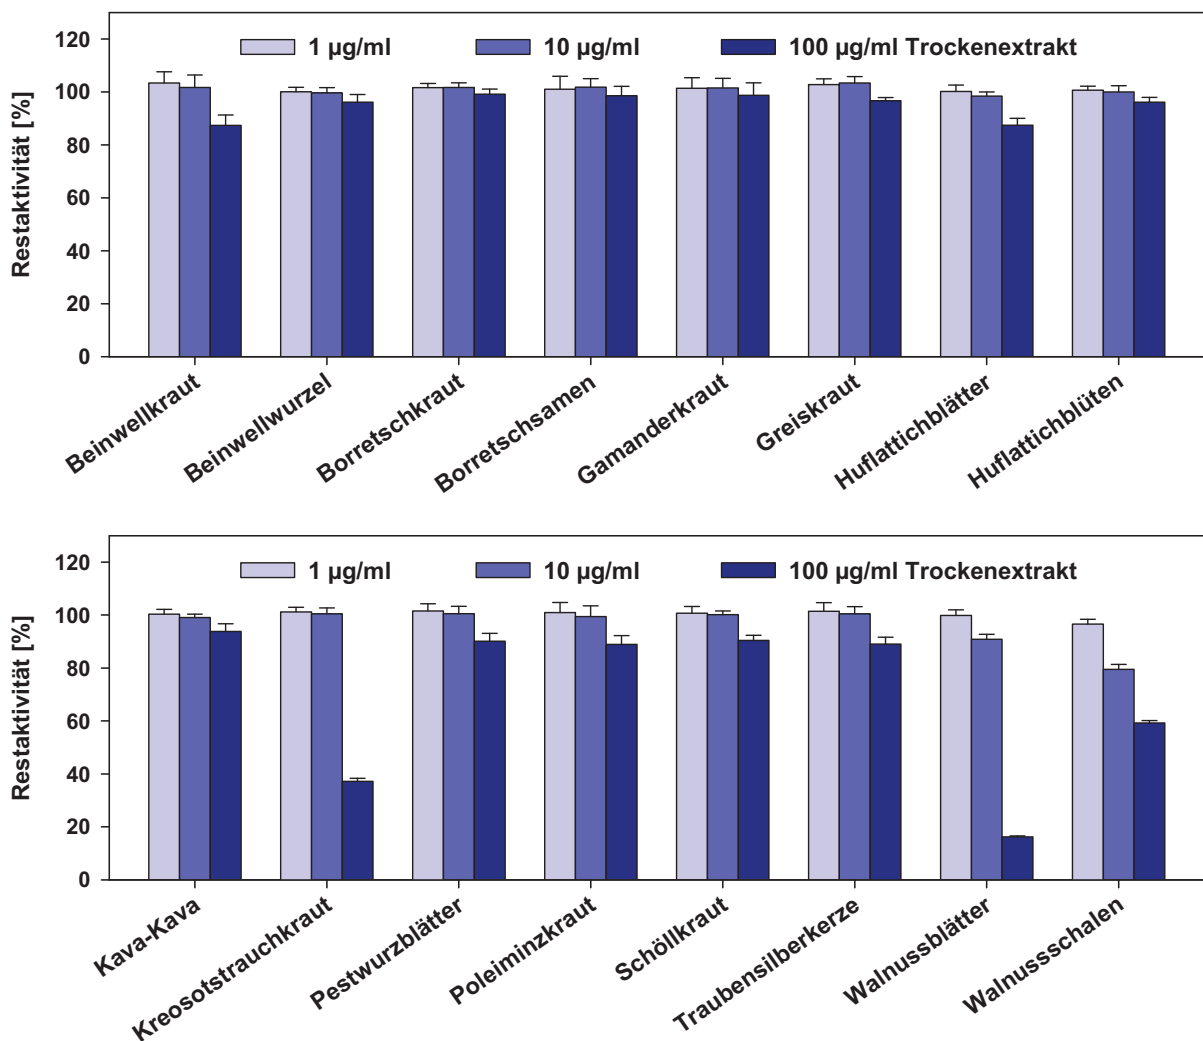 120
100
80
60
40
20
0
Restaktivität [%]
1 µg/ml 10 µg/ml 100 µg/ml Trockenextrakt
Beinwellkraut
Beinwellwurzel
Borretschkraut
Borretschsamen
Gamanderkraut
Greiskraut
Huflattichblätter
Huflattichblüten
120
100
80
60
40
20
0
Restaktivität [%]
1 µg/ml 10 µg/ml 100 µg/ml Trockenextrakt
Kava-Kava
Kreosotstrauchkraut
Pestwurzblätter
Poleiminzkraut
Schöllkraut
Traubensilberkerze
Walnussblätter
Walnussschalen